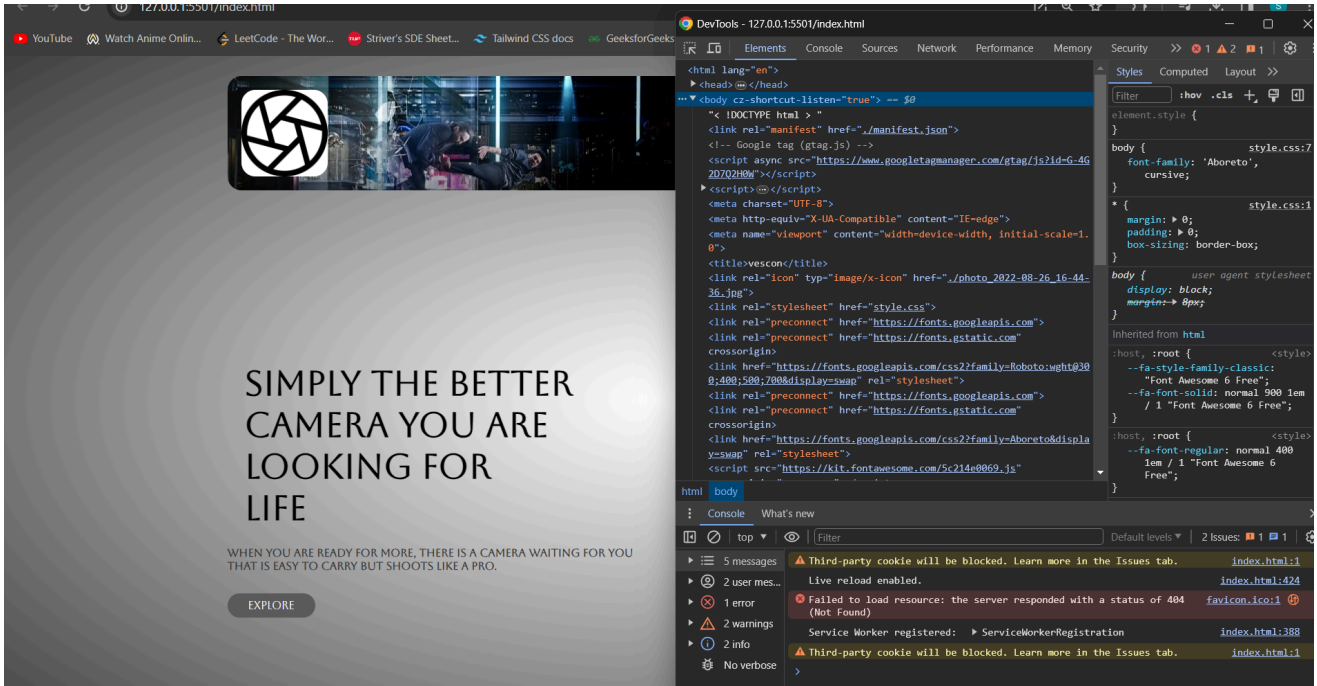 127.0.0.1:5501/index.html
YouTube
Watch Anime Onlin...
LeetCode - The Wor...
Striver's SDE Sheet...
Tailwind CSS docs
GeeksforGeeks
SIMPLY THE BETTER
CAMERA YOU ARE
LOOKING FOR
LIFE
WHEN YOU ARE READY FOR MORE, THERE IS A CAMERA WAITING FOR YOU
THAT IS EASY TO CARRY BUT SHOOTS LIKE A PRO.
EXPLORE
DevTools - 127.0.0.1:5501/index.html
Elements Console Sources Network Performance Memory Security 1 2 1
<html lang="en">
<head> </head>
<body cz-shortcut-listen="true"> == $0
"< !DOCTYPE html > "
<link rel="manifest" href="./manifest.json">
<!-- Google tag (gtag.js) -->
<script async src="https://www.googletagmanager.com/gtag/js?id=G-4G
2D7Q2H0W"></script>
<script> </script>
<meta charset="UTF-8">
<meta http-equiv="X-UA-Compatible" content="IE=edge">
<meta name="viewport" content="width=device-width, initial-scale=1.
0">
<title>vescon</title>
<link rel="icon" typ="image/x-icon" href="./photo_2022-08-26_16-44-
36.jpg">
<link rel="stylesheet" href="style.css">
<link rel="preconnect" href="https://fonts.googleapis.com">
<link rel="preconnect" href="https://fonts.gstatic.com"
crossorigin>
<link href="https://fonts.googleapis.com/css2?family=Roboto:wght@30
0;400;500;700&display=swap" rel="stylesheet">
<link rel="preconnect" href="https://fonts.googleapis.com">
<link rel="preconnect" href="https://fonts.gstatic.com"
crossorigin>
<link href="https://fonts.googleapis.com/css2?family=Aboreto&displa
y=swap" rel="stylesheet">
<script src="https://kit.fontawesome.com/5c214e0069.js"
html body
Styles Computed Layout
Filter :hov .cls
element.style {
}
body { style.css:7
font-family: 'Aboreto',
cursive;
}
* { style.css:1
margin: 0;
padding: 0;
box-sizing: border-box;
}
body { user agent stylesheet
display: block;
margin: 8px;
}
Inherited from html
:host, :root { <style>
--fa-style-family-classic:
"Font Awesome 6 Free";
--fa-font-solid: normal 900 1em
/ 1 "Font Awesome 6 Free";
}
:host, :root { <style>
--fa-font-regular: normal 400
1em / 1 "Font Awesome 6
Free";
}
Console What's new
top Filter Default levels 2 Issues: 1 1
5 messages
2 user mes...
1 error
2 warnings
2 info
No verbose
Third-party cookie will be blocked. Learn more in the Issues tab. index.html:1
Live reload enabled. index.html:424
Failed to load resource: the server responded with a status of 404 favicon.ico:1
(Not Found)
Service Worker registered: ServiceWorkerRegistration index.html:388
Third-party cookie will be blocked. Learn more in the Issues tab. index.html:1